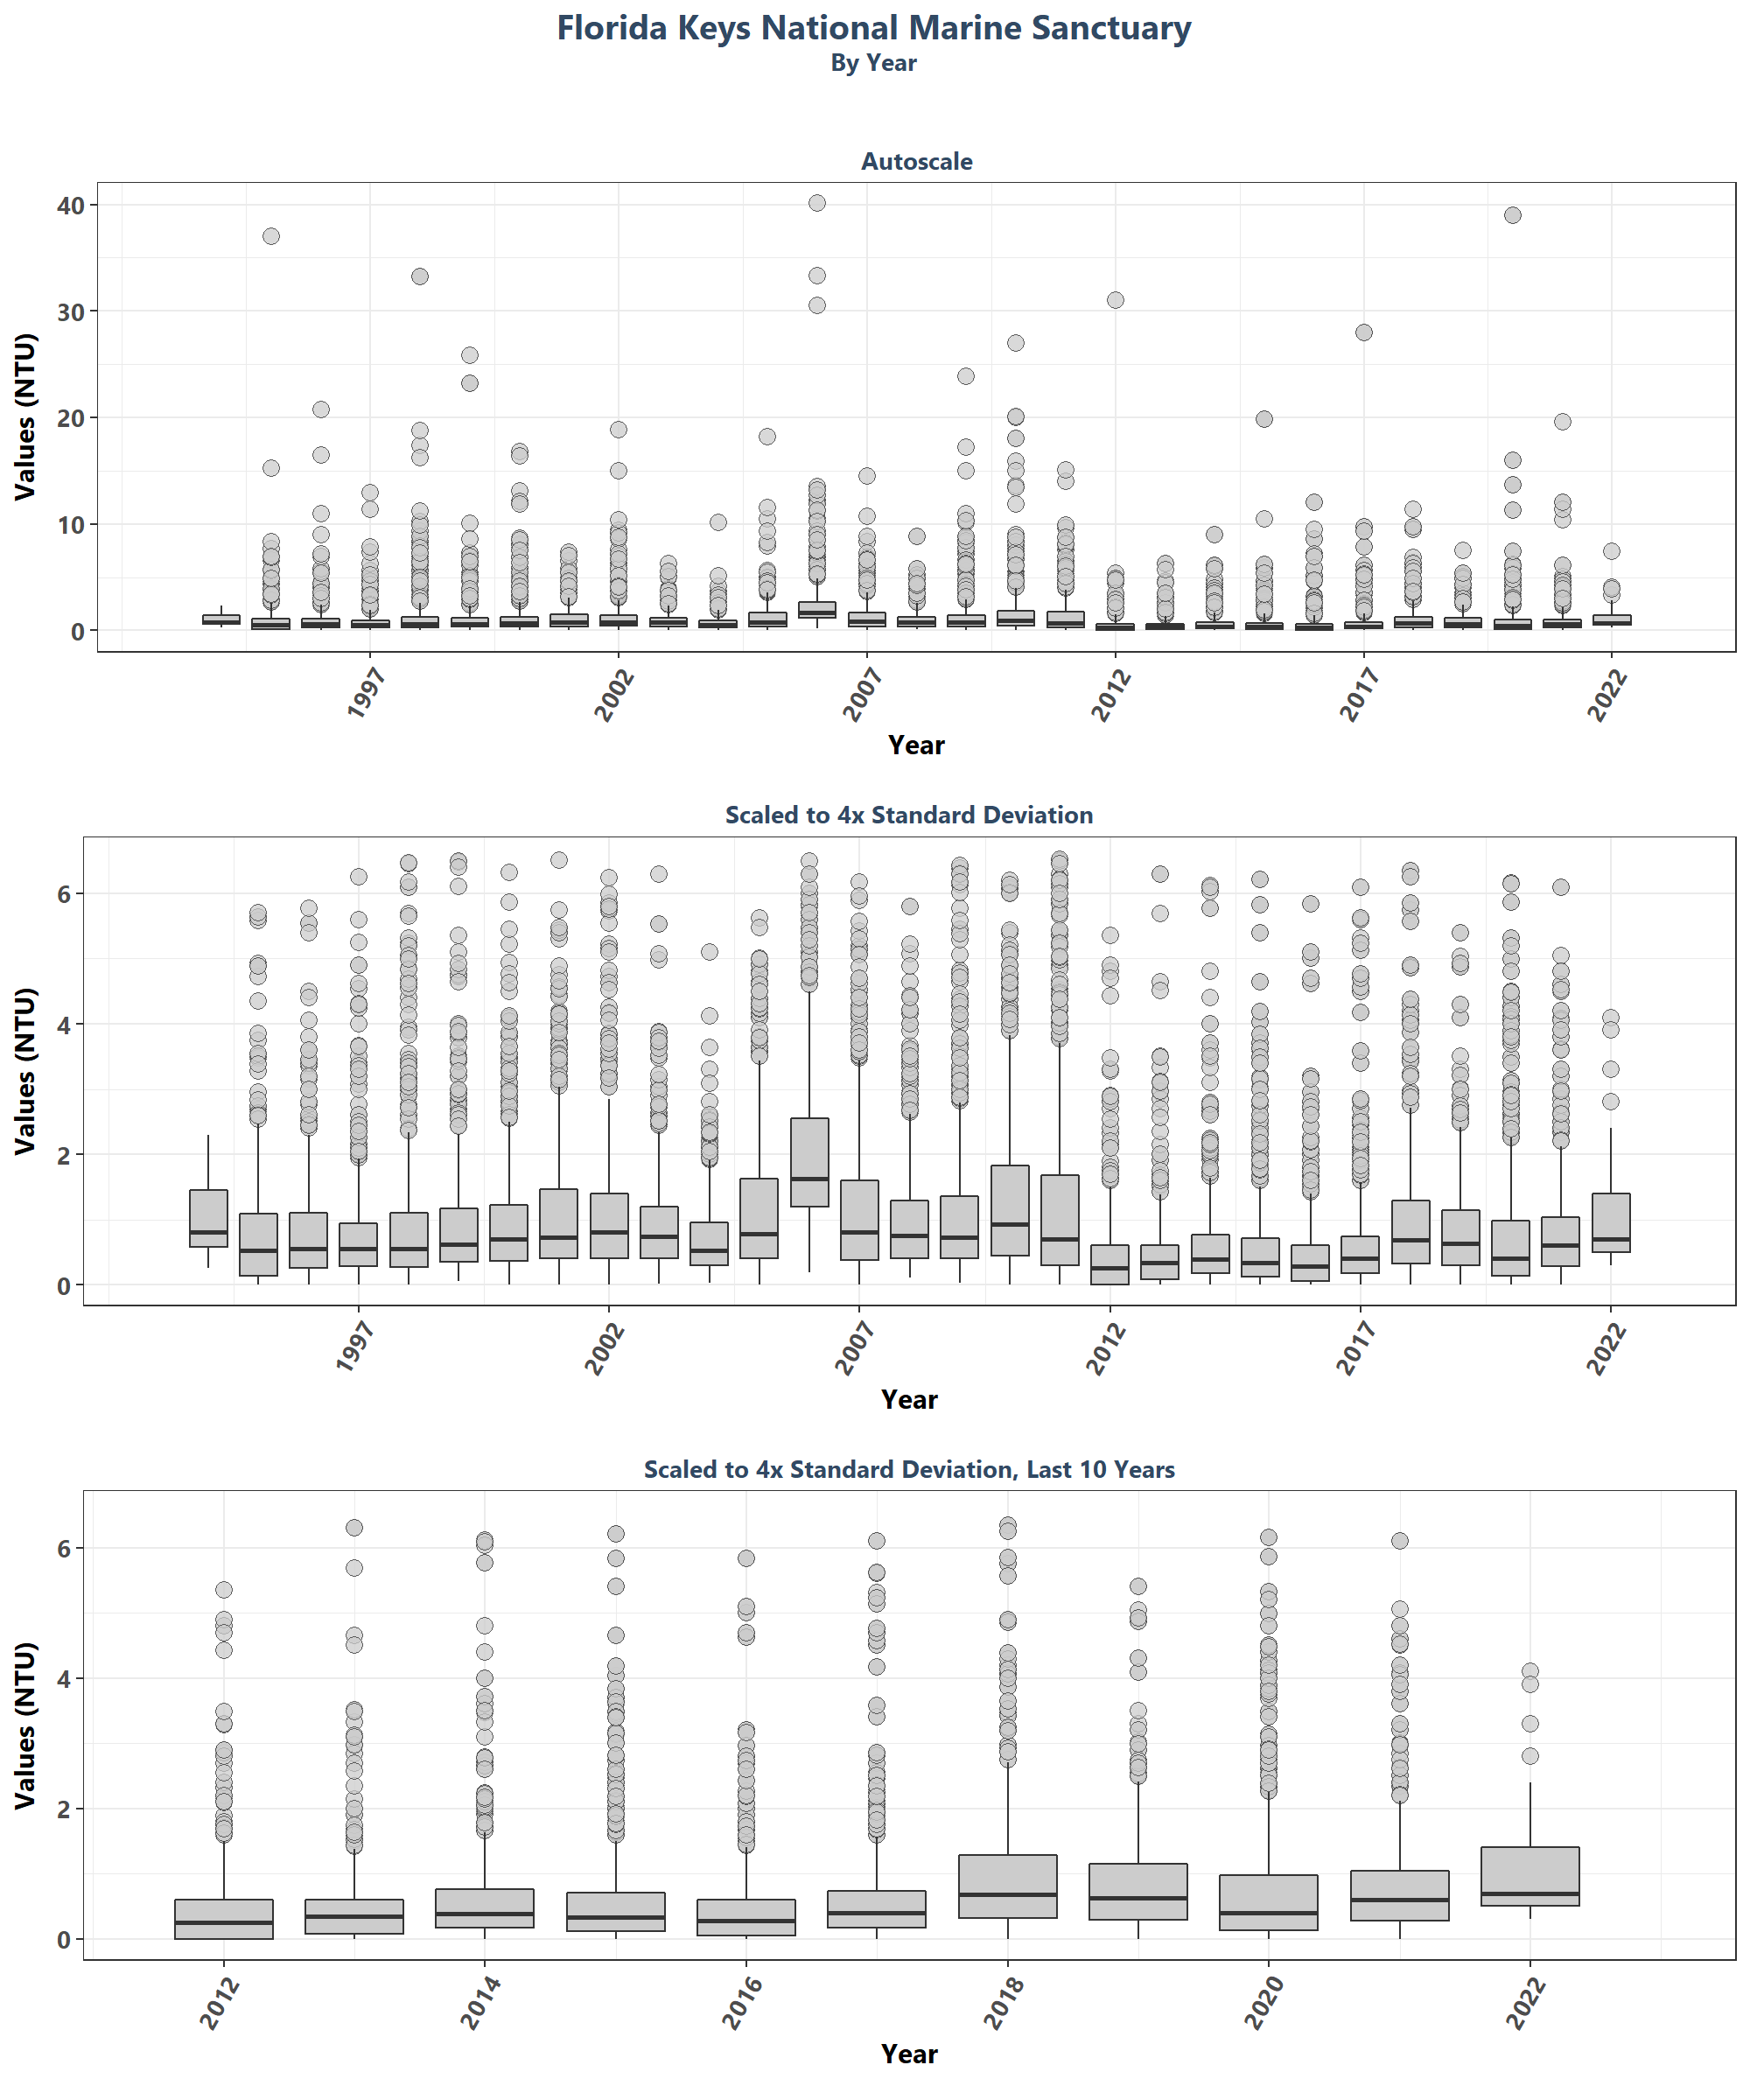 Florida Keys National Marine Sanctuary
By Year
Autoscale
Values (NTU)
40
30
20
10
0
1997
2002
2007
2012
2017
2022
Year
Scaled to 4x Standard Deviation
Values (NTU)
6
4
2
0
1997
2002
2007
2012
2017
2022
Year
Scaled to 4x Standard Deviation, Last 10 Years
Values (NTU)
6
4
2
0
2012
2014
2016
2018
2020
2022
Year